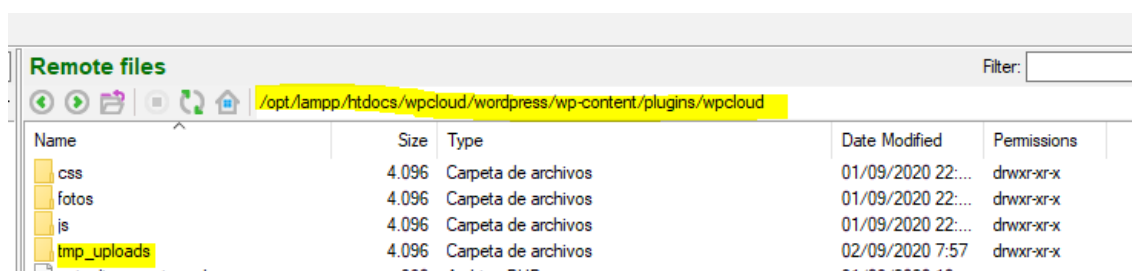 Remote files Filter:
/opt/lampp/htdocs/wpcloud/wordpress/wp-content/plugins/wpcloud
Name Size Type Date Modified Permissions
css 4.096 Carpeta de archivos 01/09/2020 22:... drwxr-xr-x
fotos 4.096 Carpeta de archivos 01/09/2020 22:... drwxr-xr-x
js 4.096 Carpeta de archivos 01/09/2020 22:... drwxr-xr-x
tmp_uploads 4.096 Carpeta de archivos 02/09/2020 7:57 drwxr-xr-x